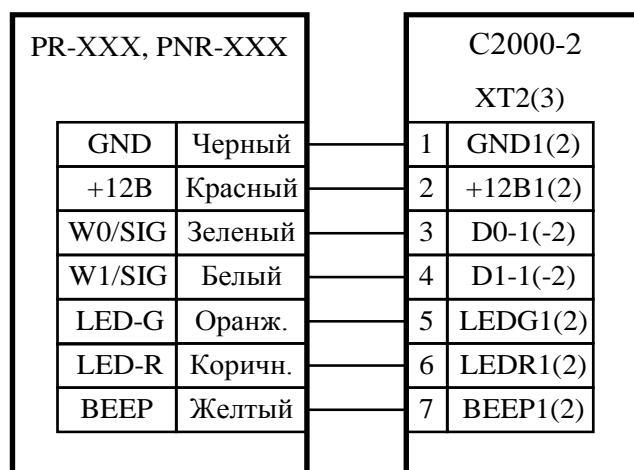 PR-XXX, PNR-XXX C2000-2
XT2(3)
GND Черный 1 GND1(2)
+12В Красный 2 +12В1(2)
W0/SIG Зеленый 3 D0-1(-2)
W1/SIG Белый 4 D1-1(-2)
LED-G Оранж. 5 LEDG1(2)
LED-R Коричн. 6 LEDR1(2)
BEEP Желтый 7 BEEP1(2)